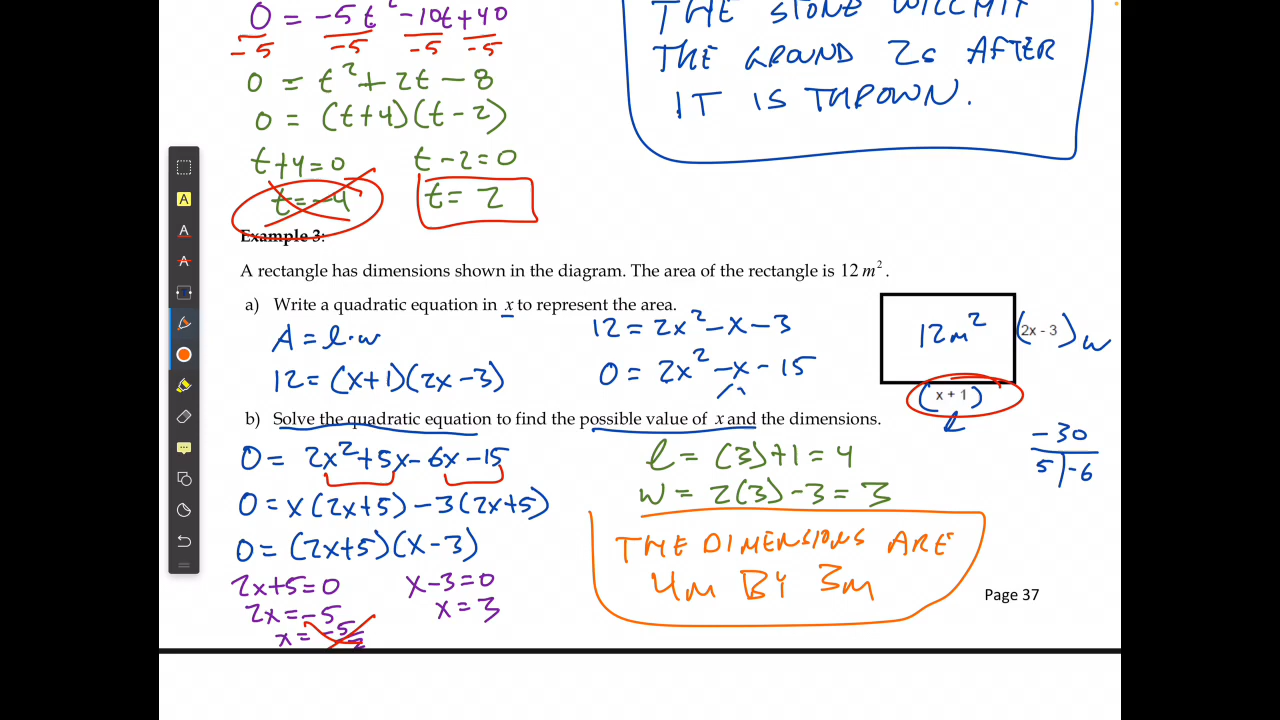 0 = -5t² -10t + 40
-5 -5 -5 -5
0 = t² + 2t - 8
0 = (t+4)(t-2)
t+4=0 t-2=0
t=-4 t= 2
THE STONE WILL HIT
THE GROUND 2s AFTER
IT IS THROWN.
Example 3:
A rectangle has dimensions shown in the diagram. The area of the rectangle is 12 m².
a) Write a quadratic equation in x to represent the area.
A = l·w
12 = (x+1)(2x-3)
12 = 2x² - x - 3
0 = 2x² - x - 15
12m² (2x - 3) w
(x + 1)
l
b) Solve the quadratic equation to find the possible value of x and the dimensions.
0 = 2x² + 5x - 6x - 15
0 = x(2x+5) - 3(2x+5)
0 = (2x+5)(x-3)
2x+5=0 x-3=0
2x=-5 x=3
x= -5/2
l = (3)+1 = 4
w = 2(3)-3 = 3
-30
5 | -6
THE DIMENSIONS ARE
4m BY 3m
Page 37
A
A
A